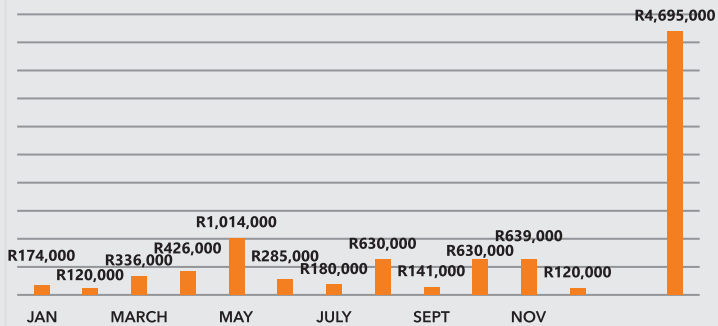 R4,695,000
R1,014,000
R639,000
R630,000
R426,000
R630,000
R174,000
R336,000
R285,000
R180,000
R141,000
R120,000
R120,000
JAN MARCH MAY JULY SEPT NOV